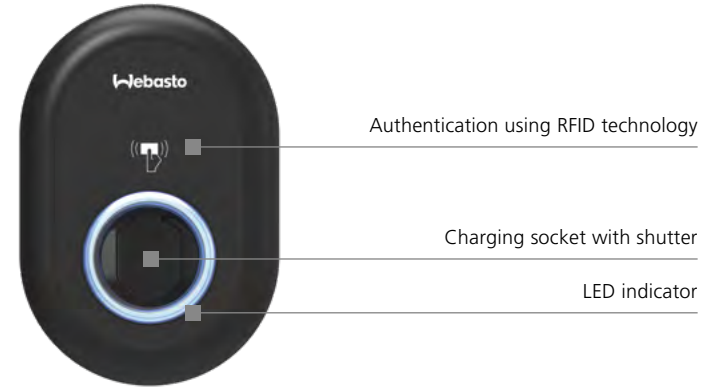 Webasto
Authentication using RFID technology
Charging socket with shutter
LED indicator